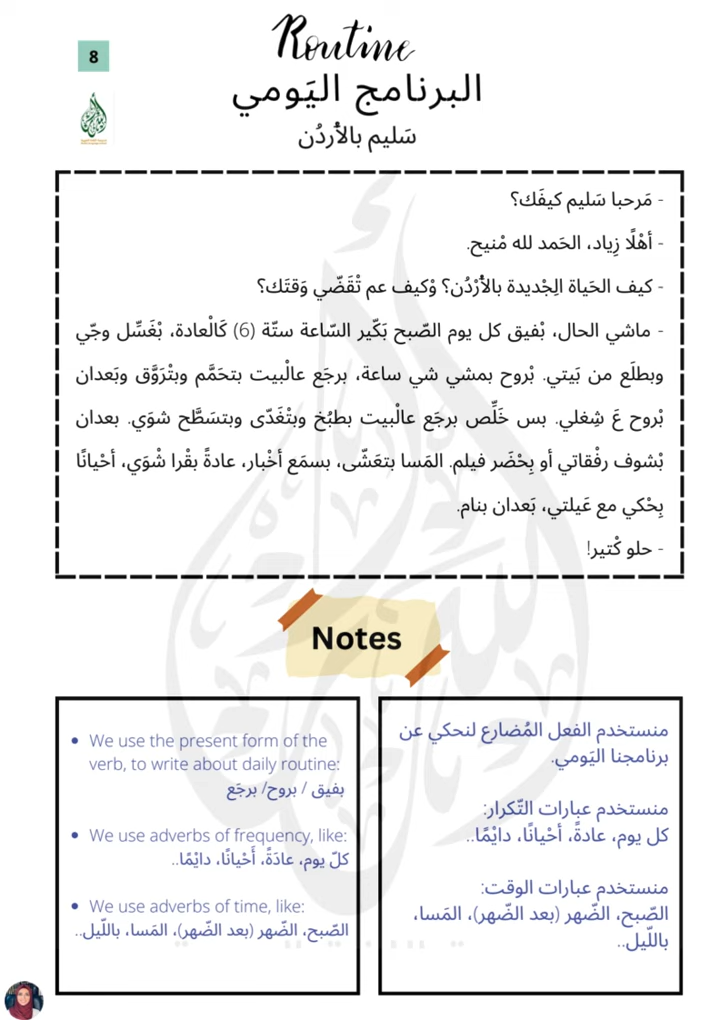 Routine
8
البرنامج اليَومي
سَليم بالأردُن
- مَرحبا سَليم كيفَك؟
- أهْلًا زِياد، الحَمد لله مْنيح.
- كيف الحَياة الِجْديدة بالأُرْدُن؟ وْكيف عم تْقَضّي وَقتَك؟
- ماشي الحال، بْفيق كل يوم الصّبح بَكّير السّاعة ستّة (6) كَالْعادة، بْغَسِّل وجّي
وبطلَع من بَيتي. بْروح بمشي شي ساعة، برجَع عالْبيت بتحَمَّم وبتْرَوَّق وبَعدان
بْروح عَ شِغلي. بس خَلِّص برجَع عالْبيت بطبُخ وبتْغَدّى وبتسَطَّح شوَي. بعدان
بْشوف رفْقاتي أو بِحْضَر فيلم. المَسا بتعَشّى، بسمَع أخْبار، عادةً بقْرا شْوَي، أحْيانًا
بِحْكي مع عَيلتي، بَعدان بنام.
- حلو كْتير!
Notes
منستخدم الفعل المُضارع لنحكي عن
برنامجنا اليَومي.
منستخدم عبارات التّكرار:
كل يوم، عادةً، أحْيانًا، دايْمًا..
منستخدم عبارات الوقت:
الصّبح، الضّهر (بعد الضّهر)، المَسا،
باللّيل..
• We use the present form of the
verb, to write about daily routine:
بفيق / بروح/ برجَع
• We use adverbs of frequency, like:
كلّ يوم، عادَةً، أَحْيانًا، دايْمًا..
• We use adverbs of time, like:
الصّبح، الضّهر (بعد الضّهر)، المَسا، باللّيل..